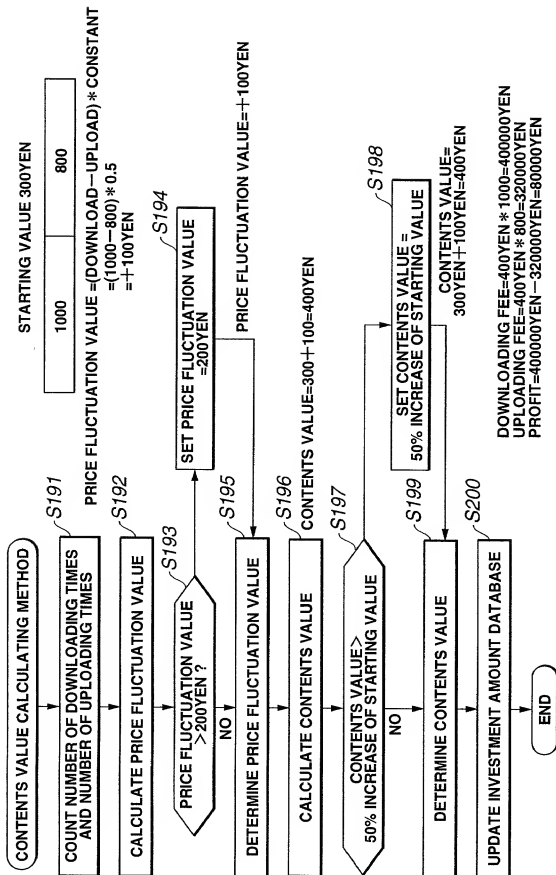 CONTENTS VALUE CALCULATING METHOD
STARTING VALUE 300YEN
S191
COUNT NUMBER OF DOWNLOADING TIMES
AND NUMBER OF UPLOADING TIMES
1000
800
PRICE FLUCTUATION VALUE =(DOWNLOAD−UPLOAD)*CONSTANT
=(1000−800)*0.5
=+100YEN
S192
CALCULATE PRICE FLUCTUATION VALUE
S193
PRICE FLUCTUATION VALUE
>200YEN ?
NO
S194
SET PRICE FLUCTUATION VALUE
=200YEN
S195
DETERMINE PRICE FLUCTUATION VALUE
PRICE FLUCTUATION VALUE=+100YEN
S196
CALCULATE CONTENTS VALUE
CONTENTS VALUE=300+100=400YEN
S197
CONTENTS VALUE>
50% INCREASE OF STARTING VALUE
NO
S198
SET CONTENTS VALUE =
50% INCREASE OF STARTING VALUE
S199
DETERMINE CONTENTS VALUE
CONTENTS VALUE=
300YEN+100YEN=400YEN
S200
UPDATE INVESTMENT AMOUNT DATABASE
DOWNLOADING FEE=400YEN*1000=400000YEN
UPLOADING FEE=400YEN*800=320000YEN
PROFIT=400000YEN−320000YEN=80000YEN
END